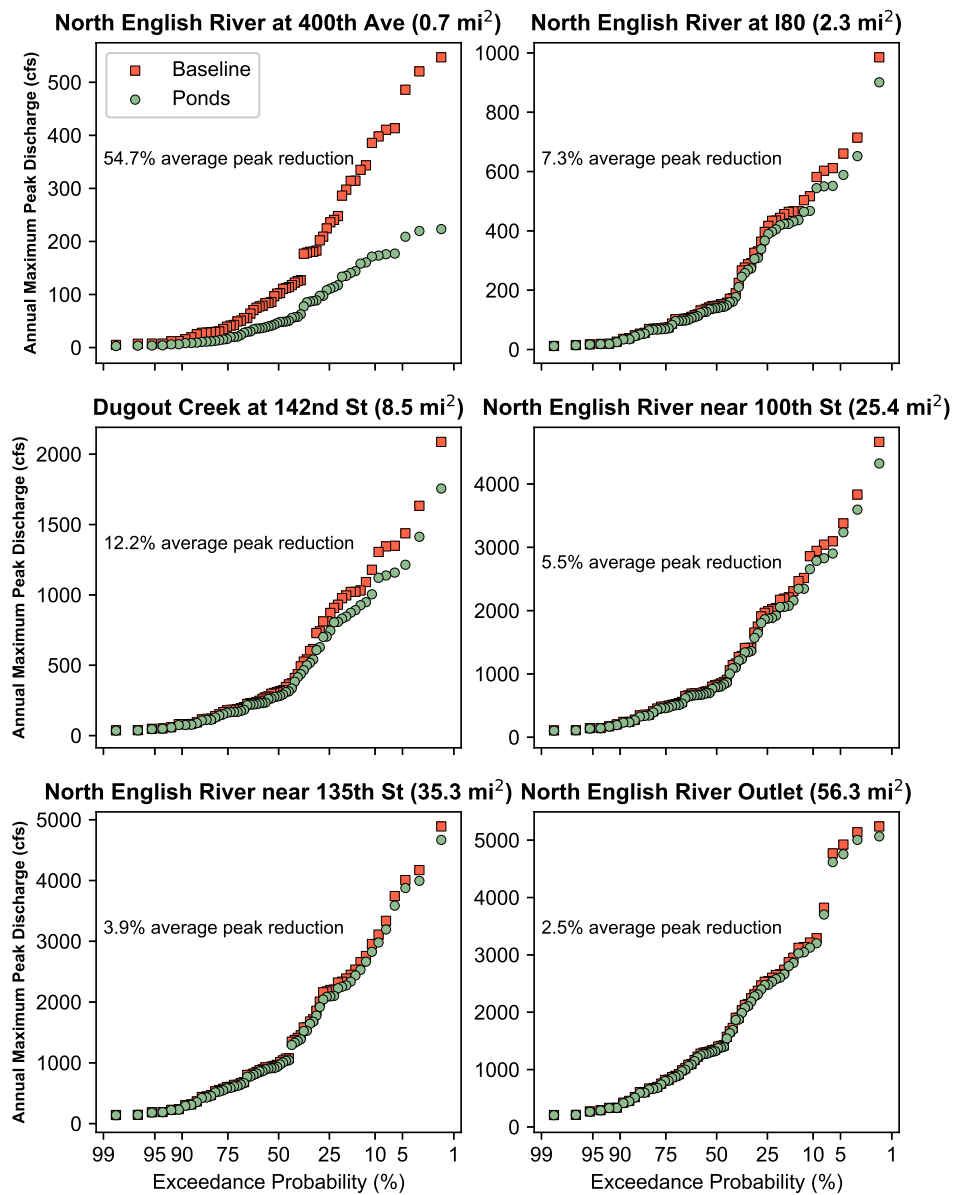 North English River at 400th Ave (0.7 mi²)
Annual Maximum Peak Discharge (cfs)
500
400
300
200
100
0
Baseline
Ponds
54.7% average peak reduction
North English River at I80 (2.3 mi²)
1000
800
600
400
200
0
7.3% average peak reduction
Dugout Creek at 142nd St (8.5 mi²)
Annual Maximum Peak Discharge (cfs)
2000
1500
1000
500
0
12.2% average peak reduction
North English River near 100th St (25.4 mi²)
4000
3000
2000
1000
0
5.5% average peak reduction
North English River near 135th St (35.3 mi²)
Annual Maximum Peak Discharge (cfs)
5000
4000
3000
2000
1000
0
3.9% average peak reduction
99 95 90 75 50 25 10 5 1
Exceedance Probability (%)
North English River Outlet (56.3 mi²)
5000
4000
3000
2000
1000
0
2.5% average peak reduction
99 95 90 75 50 25 10 5 1
Exceedance Probability (%)